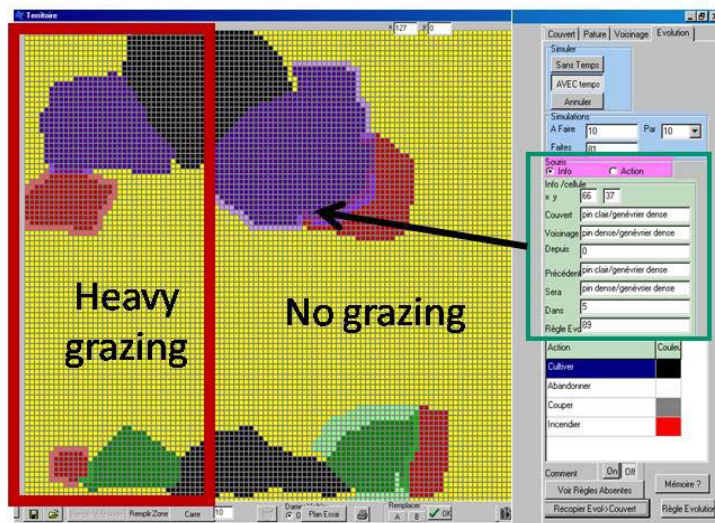 Territoire
x 127 y 0
Heavy
grazing
No grazing
Couvert Pature Voisinage Evolution
Simuler
Sans Temps
AVEC temps
Annuler
Simulations
A Faire 10 Par 10
Faites 81
Souris
Info Action
Info /cellule
x y 66 37
Couvert pin clair/genévrier dense
Voisinage pin dense/genévrier dense
Depuis 0
Précédent pin clair/genévrier dense
Sera pin dense/genévrier dense
Dans 5
Règle Evo 89
Action Couleu
Cultiver
Abandonner
Couper
Incendier
Comment On Off
Voir Règles Absentes Mémoire ?
Recopier Evol->Couvert Règle Evolution
Remplir Zone Carre 10 Plan Essai Remplacer A B OK